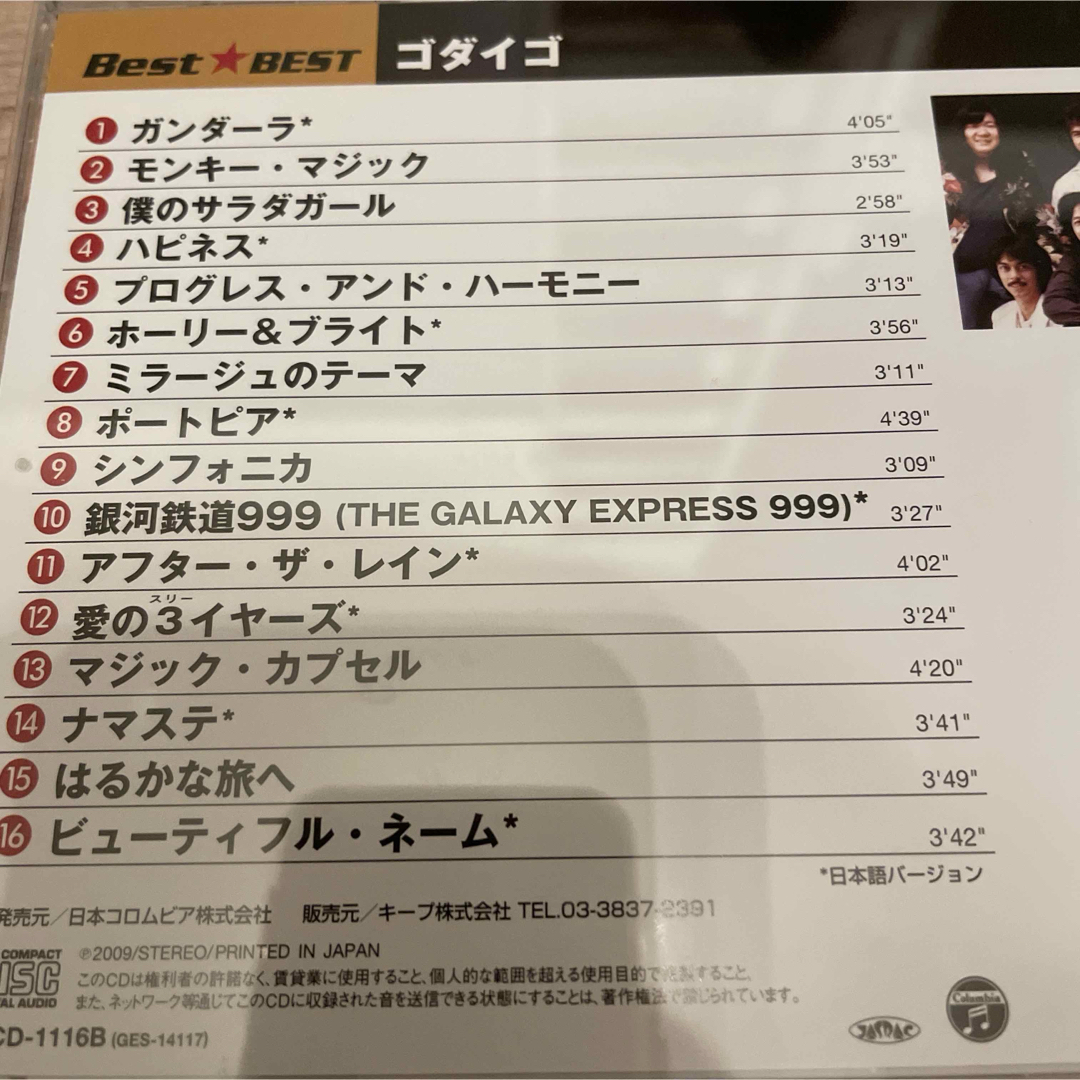 Best★BEST ゴダイゴ
1 ガンダーラ* 4'05"
2 モンキー・マジック 3'53"
3 僕のサラダガール 2'58"
4 ハピネス* 3'19"
5 プログレス・アンド・ハーモニー 3'13"
6 ホーリー＆ブライト* 3'56"
7 ミラージュのテーマ 3'11"
8 ポートピア* 4'39"
9 シンフォニカ 3'09"
10 銀河鉄道999 (THE GALAXY EXPRESS 999)* 3'27"
11 アフター・ザ・レイン* 4'02"
スリー
12 愛の3イヤーズ* 3'24"
13 マジック・カプセル 4'20"
14 ナマステ* 3'41"
15 はるかな旅へ 3'49"
16 ビューティフル・ネーム* 3'42"
*日本語バージョン
発売元／日本コロムビア株式会社 販売元／キープ株式会社 TEL.03-3837-2391
COMPACT
DISC
AL AUDIO
℗2009/STEREO/PRINTED IN JAPAN
このCDは権利者の許諾なく、賃貸業に使用すること、個人的な範囲を超える使用目的で複製すること、
また、ネットワーク等通じてこのCDに収録された音を送信できる状態にすることは、著作権法で禁じられています。
CD-1116B (GES-14117)
JASRAC
Columbia